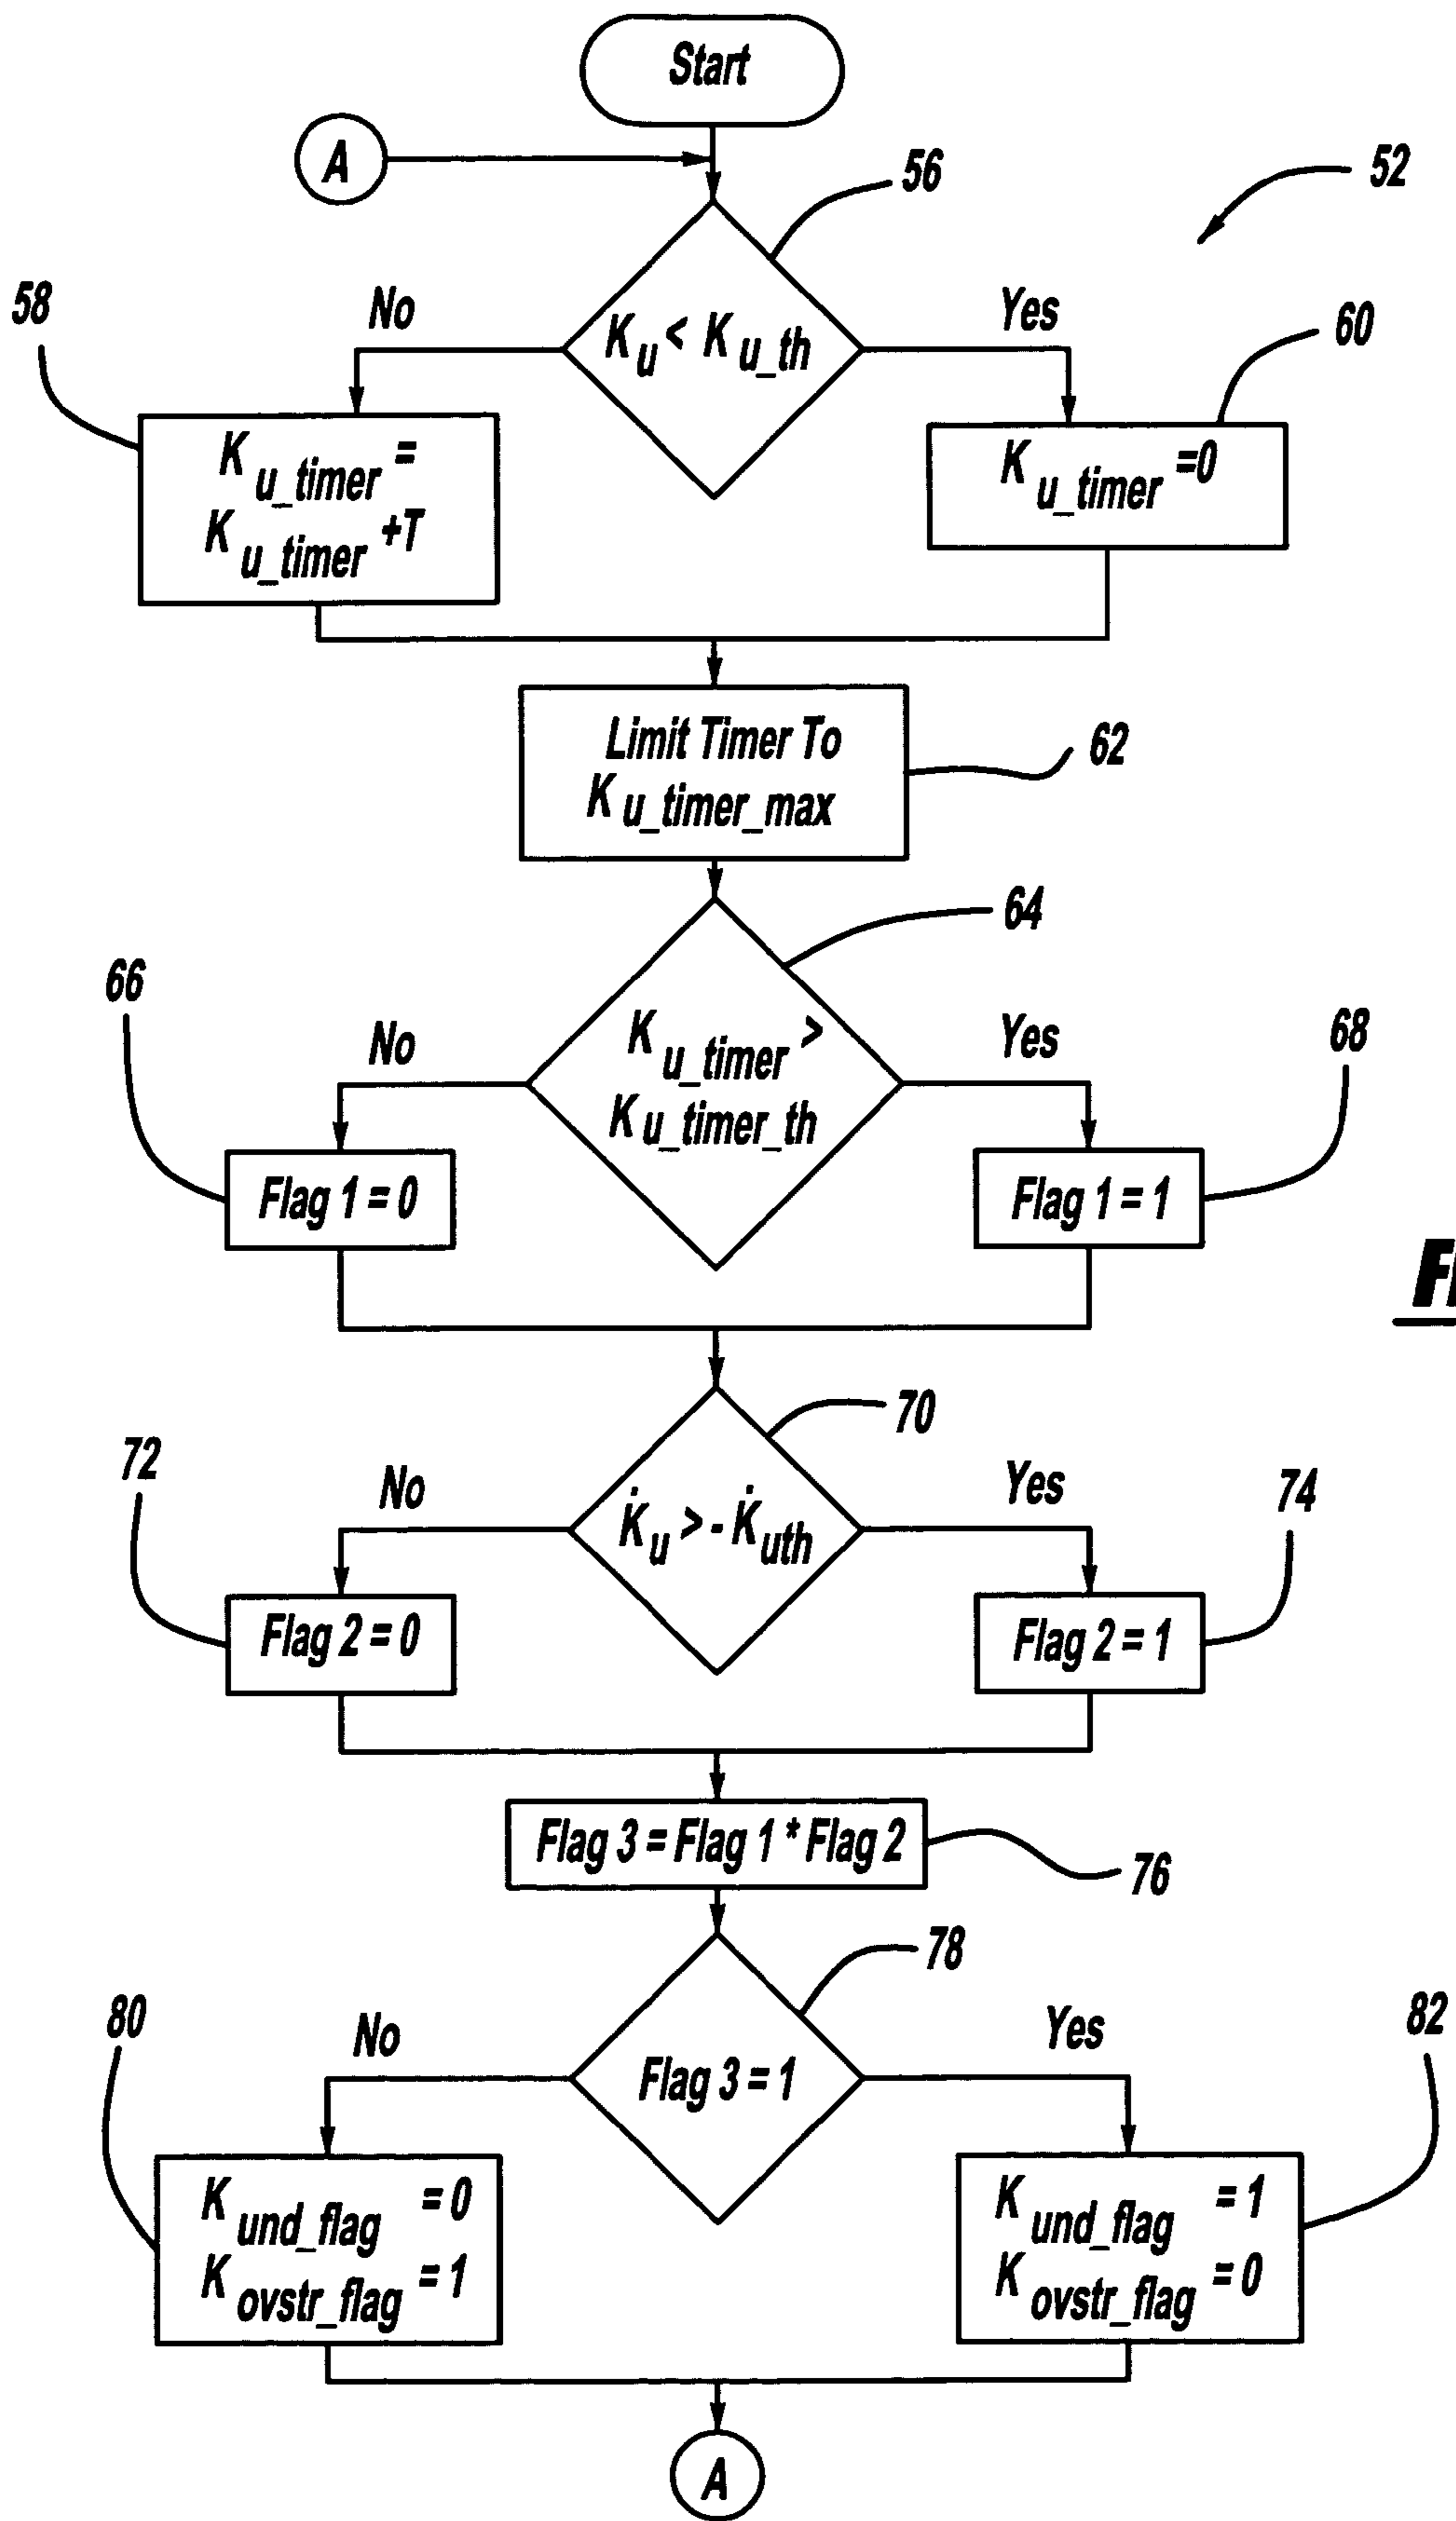 Start
A
56
52
58
No
Yes
60
K u < K u_th
K u_timer =
K u_timer +T
K u_timer =0
Limit Timer To
K u_timer_max
62
64
66
No
Yes
68
K u_timer >
K u_timer_th
Flag 1 = 0
Flag 1 = 1
70
72
No
Yes
74
K̇ u > - K̇ uth
Flag 2 = 0
Flag 2 = 1
Flag 3 = Flag 1 * Flag 2
76
78
80
No
Yes
82
Flag 3 = 1
K und_flag = 0
K ovstr_flag = 1
K und_flag = 1
K ovstr_flag = 0
A